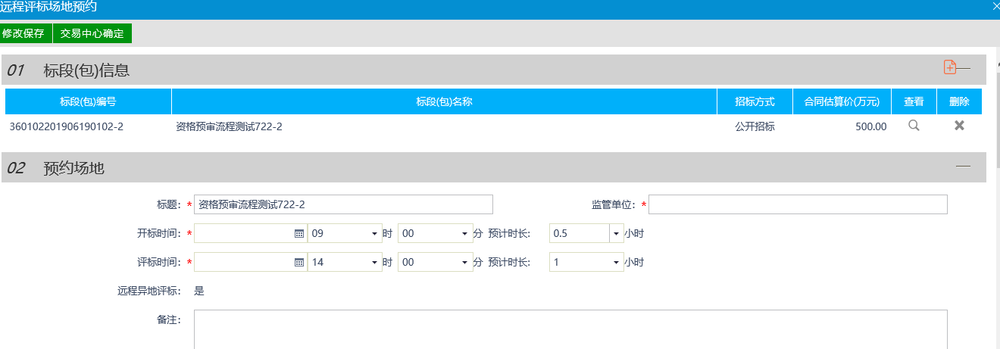 远程评标场地预约
修改保存 交易中心确定
01 标段(包)信息
标段(包)编号 标段(包)名称 招标方式 合同估算价(万元) 查看 删除
360102201906190102-2 资格预审流程测试722-2 公开招标 500.00
02 预约场地
标题: * 资格预审流程测试722-2 监管单位: *
开标时间: * 09 时 00 分 预计时长: 0.5 小时
评标时间: * 14 时 00 分 预计时长: 1 小时
远程异地评标: 是
备注: